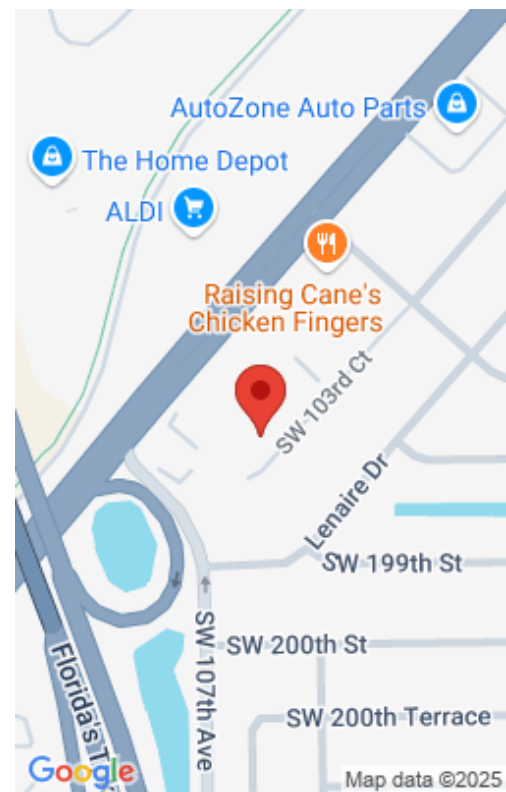 AutoZone Auto Parts
The Home Depot
ALDI
Raising Cane's
Chicken Fingers
SW 103rd Ct
Lenaire Dr
SW 199th St
SW 200th St
SW 107th Ave
Florida's
SW 200th Terrace
Google
Map data ©2025